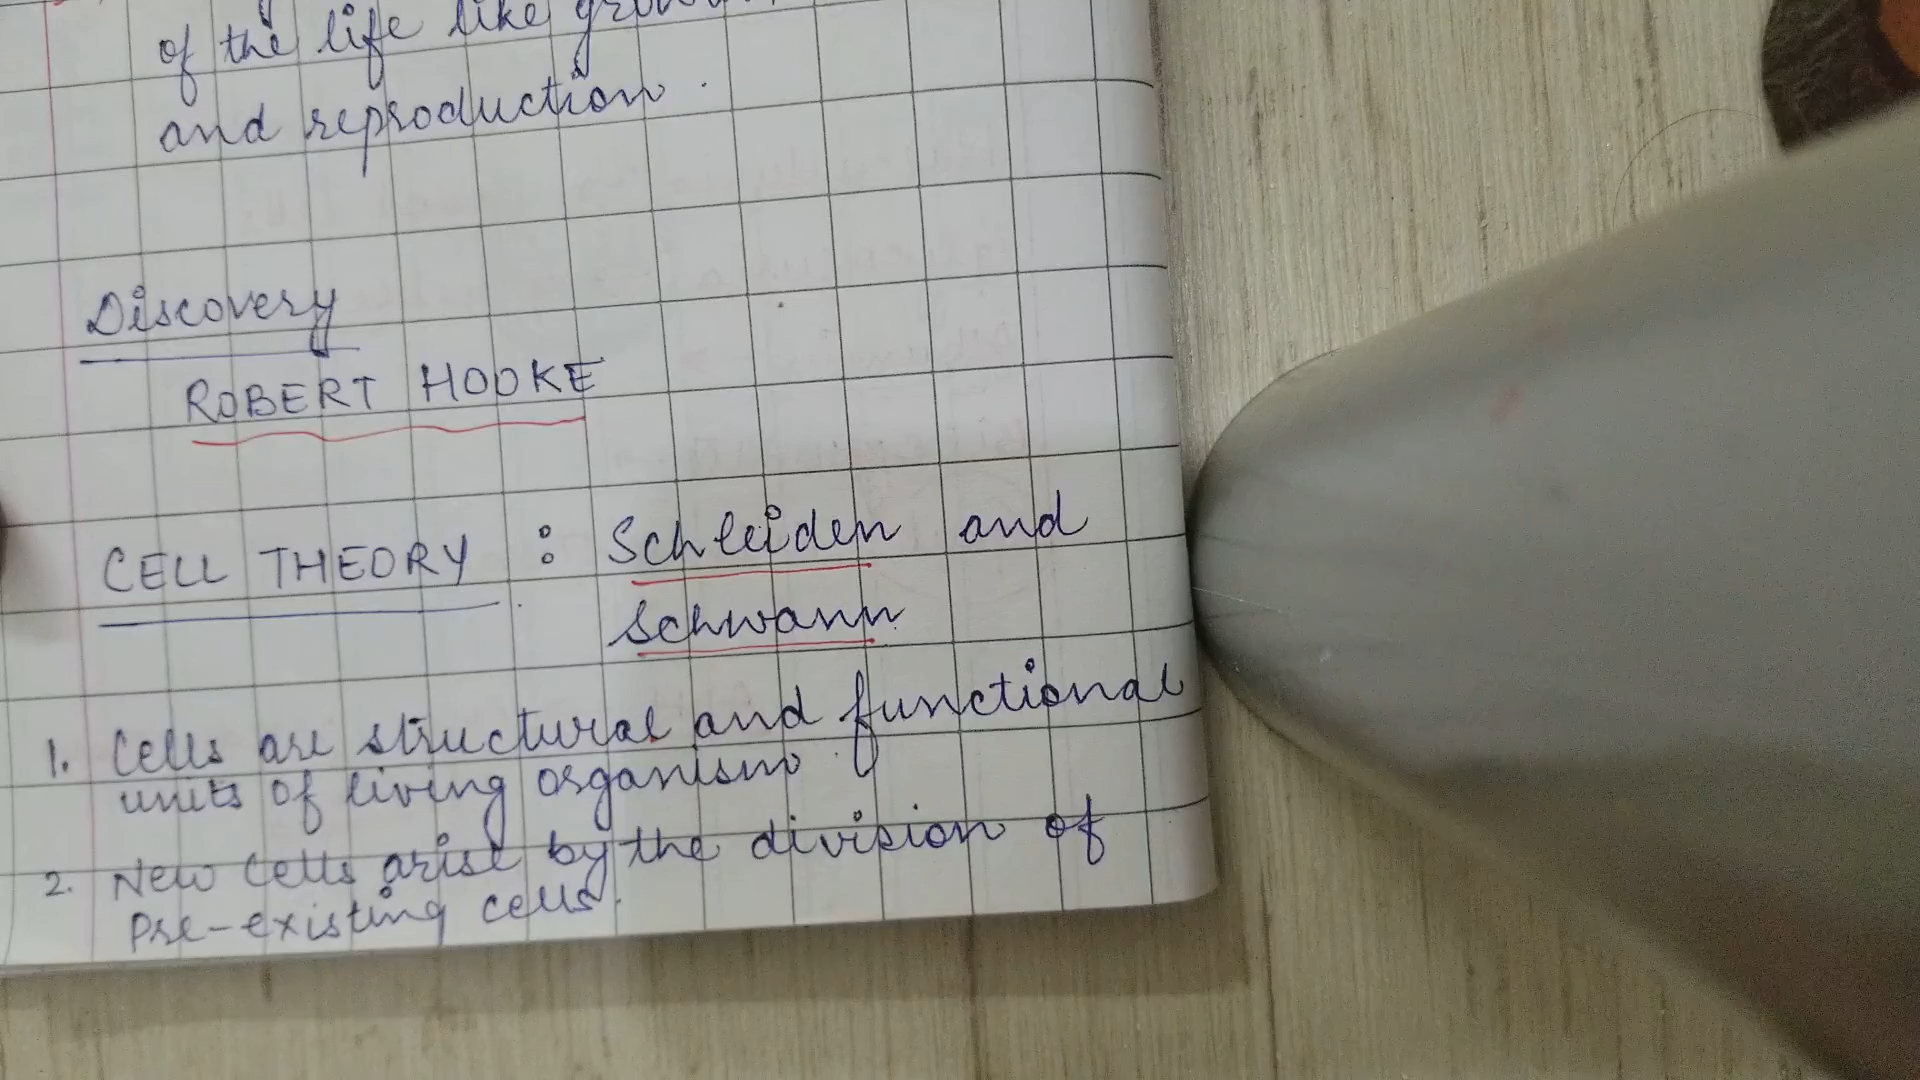 of the life like
and reproduction.
Discovery
ROBERT HOOKE
CELL THEORY : Schleiden and
Schwann
1. Cells are structural and functional
units of living organism.
2. New cells arise by the division of
Pre-existing cells.